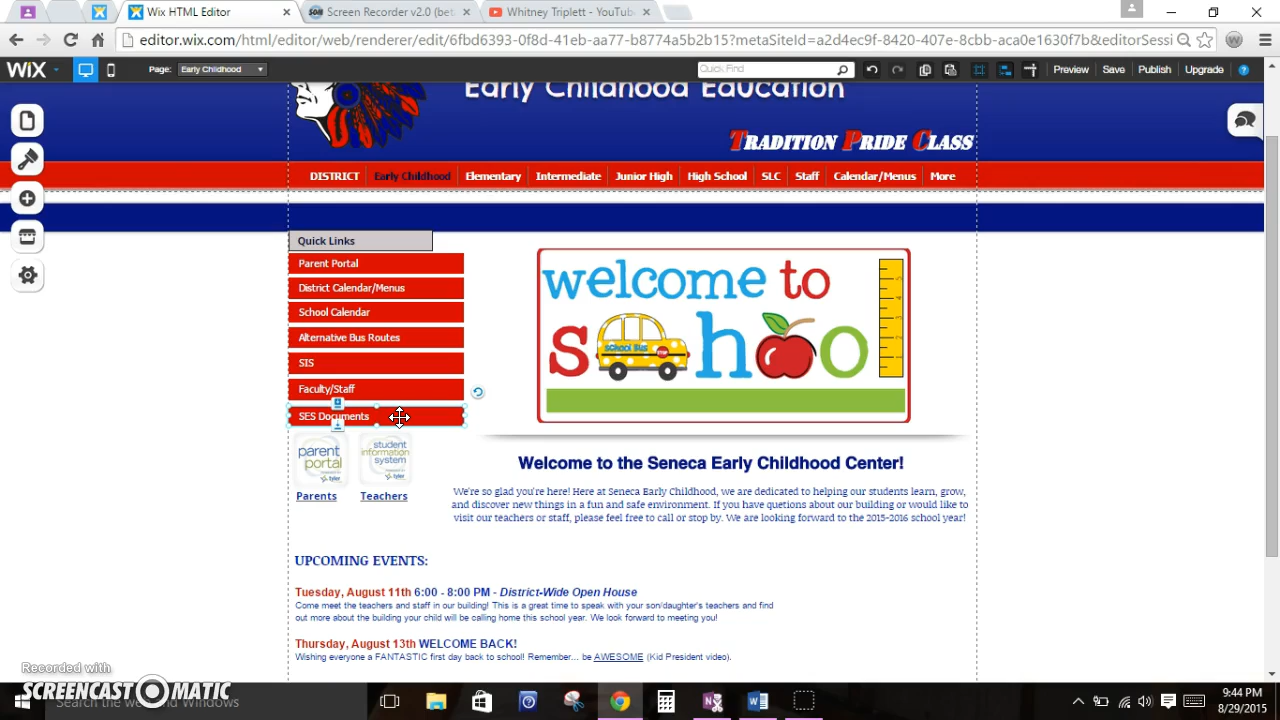 Wix HTML Editor
Screen Recorder v2.0 (bet
Whitney Triplett - YouTub
editor.wix.com/html/editor/web/renderer/edit/6fbd6393-0f8d-41eb-aa77-b8774a5b2b15?metaSiteId=a2d4ec9f-8420-407e-8cbb-aca0e1630f7b&editorSessi
WiX
Page:
Early Childhood
Quick Find
Preview
Save
Publish
Upgrade
Early Childhood Education
TRADITION PRIDE CLASS
DISTRICT
Early Childhood
Elementary
Intermediate
Junior High
High School
SLC
Staff
Calendar/Menus
More
Quick Links
Parent Portal
District Calendar/Menus
School Calendar
Alternative Bus Routes
SIS
Faculty/Staff
SES Documents
parent portal
student information system
Parents
Teachers
welcome to
SCHOOL BUS
STOP
s h o
Welcome to the Seneca Early Childhood Center!
We're so glad you're here! Here at Seneca Early Childhood, we are dedicated to helping our students learn, grow,
and discover new things in a fun and safe environment. If you have quetions about our building or would like to
visit our teachers or staff, please feel free to call or stop by. We are looking forward to the 2015-2016 school year!
UPCOMING EVENTS:
Tuesday, August 11th 6:00 - 8:00 PM - District-Wide Open House
Come meet the teachers and staff in our building! This is a great time to speak with your son/daughter's teachers and find
out more about the building your child will be calling home this school year. We look forward to meeting you!
Thursday, August 13th WELCOME BACK!
Wishing everyone a FANTASTIC first day back to school! Remember... be AWESOME (Kid President video).
Recorded with
SCREENCAST MATIC
Search the web and Windows
9:44 PM
8/29/2015